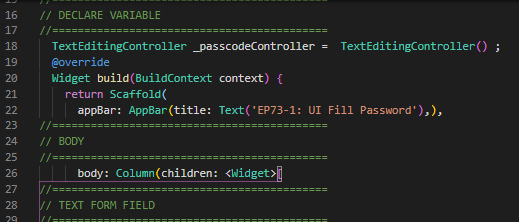 15 //===========================================
16 // DECLARE VARIABLE
17 //===========================================
18 TextEditingController _passcodeController =  TextEditingController() ;
19 @override
20 Widget build(BuildContext context) {
21 return Scaffold(
22 appBar: AppBar(title: Text('EP73-1: UI Fill Password'),),
23 //===========================================
24 // BODY
25 //===========================================
26 body: Column(children: <Widget>[
27 //===========================================
28 // TEXT FORM FIELD
29 //===========================================